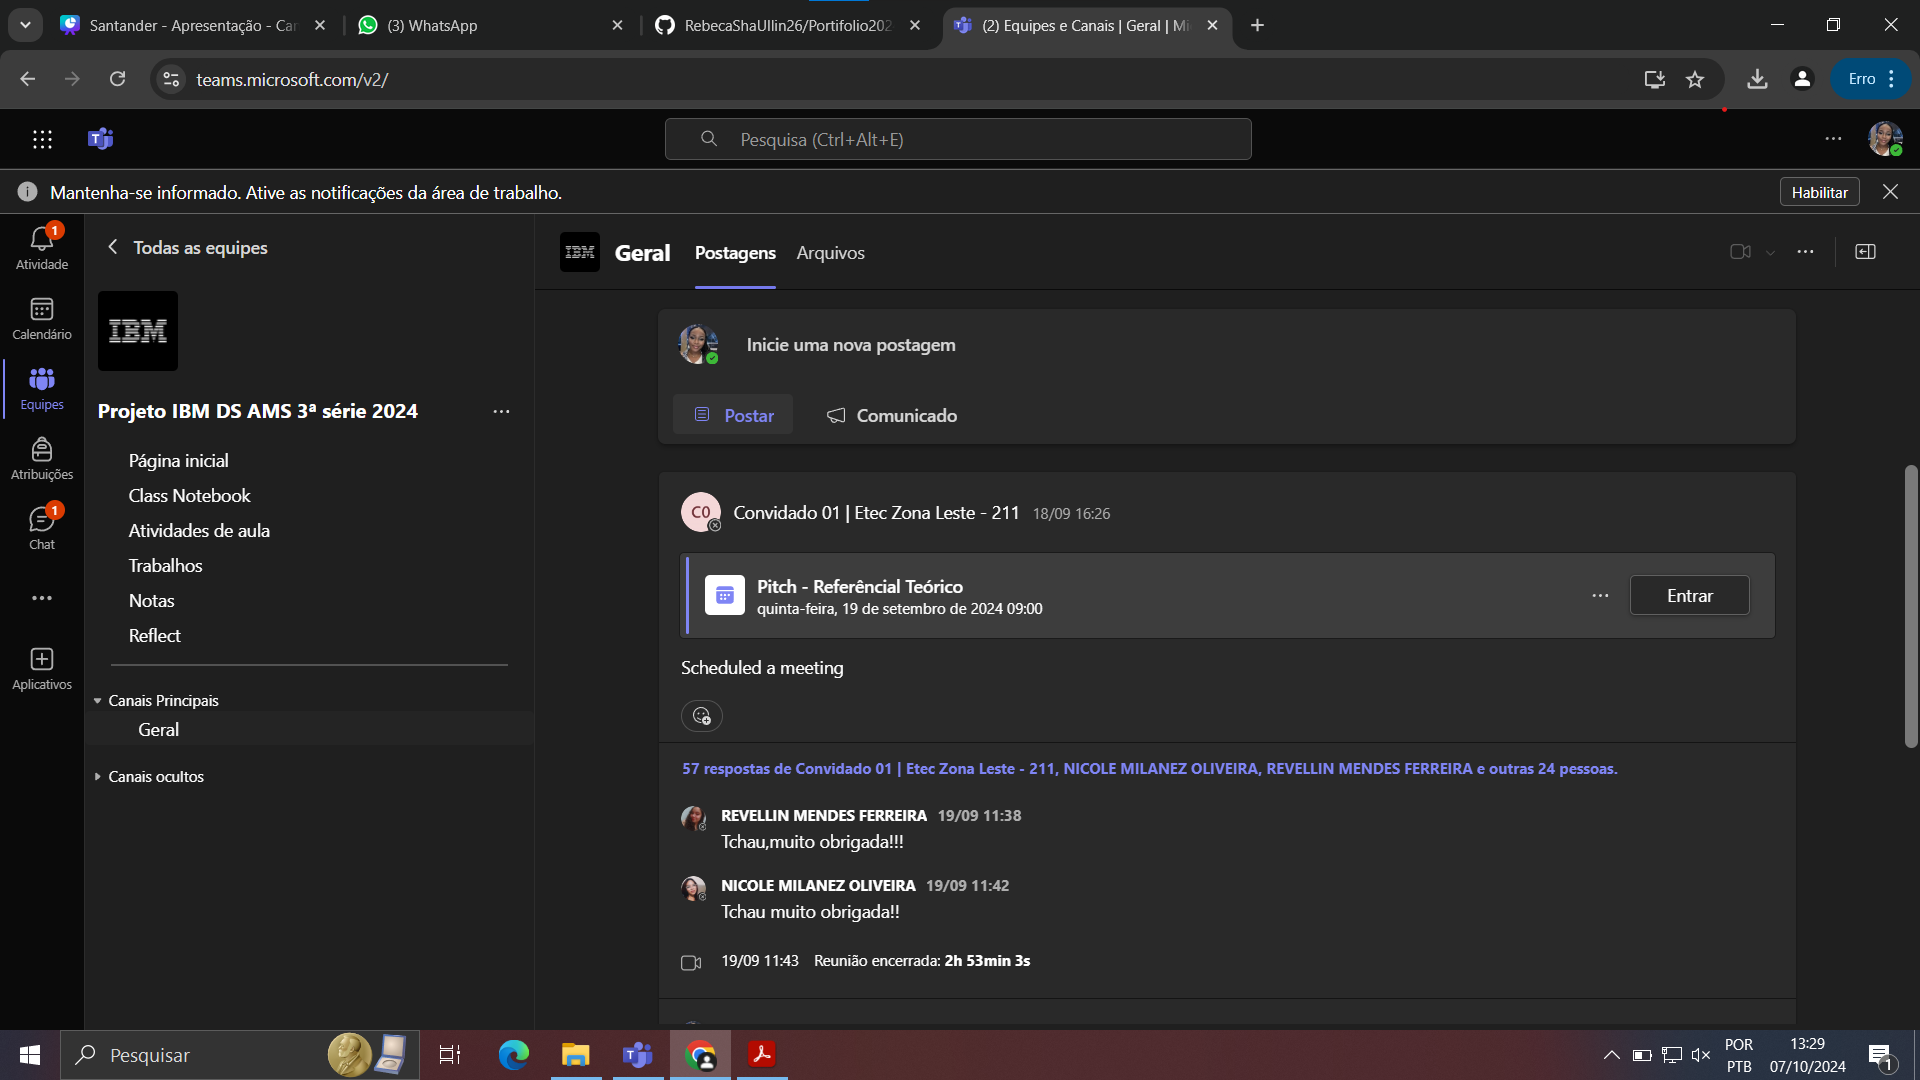 Santander - Apresentação - Can
(3) WhatsApp
RebecaShaUllin26/Portifolio202
(2) Equipes e Canais | Geral | Mi
teams.microsoft.com/v2/
Erro
Pesquisa (Ctrl+Alt+E)
Mantenha-se informado. Ative as notificações da área de trabalho.
Habilitar
1
Atividade
Calendário
Equipes
Atribuições
1
Chat
Aplicativos
Todas as equipes
IBM
Projeto IBM DS AMS 3ª série 2024
Página inicial
Class Notebook
Atividades de aula
Trabalhos
Notas
Reflect
Canais Principais
Geral
Canais ocultos
IBM
Geral
Postagens
Arquivos
Inicie uma nova postagem
Postar
Comunicado
C0
Convidado 01 | Etec Zona Leste - 211 18/09 16:26
Pitch - Referêncial Teórico
quinta-feira, 19 de setembro de 2024 09:00
Entrar
Scheduled a meeting
57 respostas de Convidado 01 | Etec Zona Leste - 211, NICOLE MILANEZ OLIVEIRA, REVELLIN MENDES FERREIRA e outras 24 pessoas.
REVELLIN MENDES FERREIRA 19/09 11:38
Tchau,muito obrigada!!!
NICOLE MILANEZ OLIVEIRA 19/09 11:42
Tchau muito obrigada!!
19/09 11:43 Reunião encerrada: 2h 53min 3s
Pesquisar
POR
PTB
13:29
07/10/2024
1